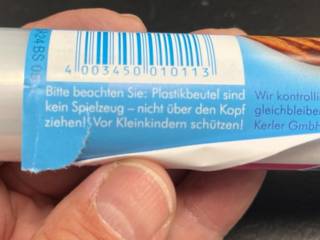 4 003450 010113
Bitte beachten Sie: Plastikbeutel sind
kein Spielzeug – nicht über den Kopf
ziehen! Vor Kleinkindern schützen!
Wir kontrolli
gleichbleiben
Kerler GmbH